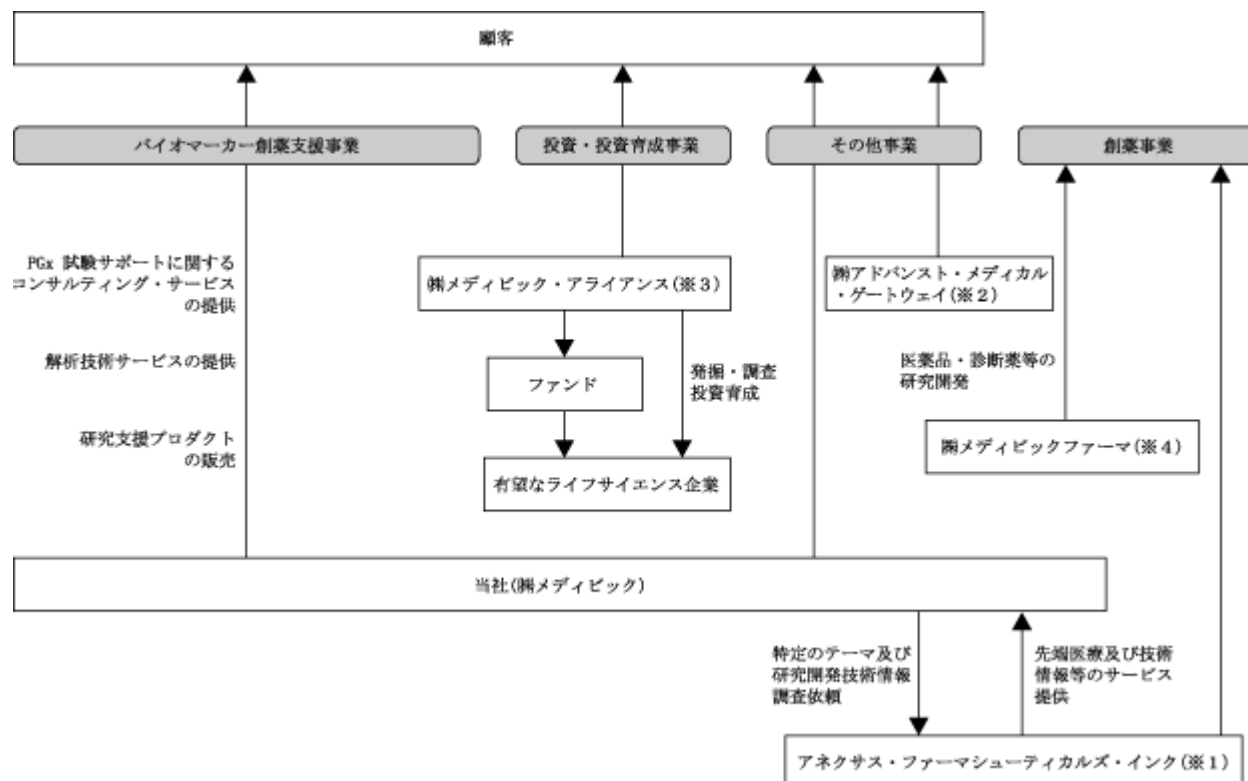 顧客
バイオマーカー創薬支援事業
投資・投資育成事業
その他事業
創薬事業
PGx 試験サポートに関する
コンサルティング・サービス
の提供
解析技術サービスの提供
研究支援プロダクト
の販売
㈱メディビック・アライアンス(※3)
ファンド
発掘・調査
投資育成
有望なライフサイエンス企業
㈱アドバンスト・メディカル
・ゲートウェイ(※2)
医薬品・診断薬等の
研究開発
㈱メディビックファーマ(※4)
当社(㈱メディビック)
特定のテーマ及び
研究開発技術情報
調査依頼
先端医療及び技術
情報等のサービス
提供
アネクサス・ファーマシューティカルズ・インク(※1)